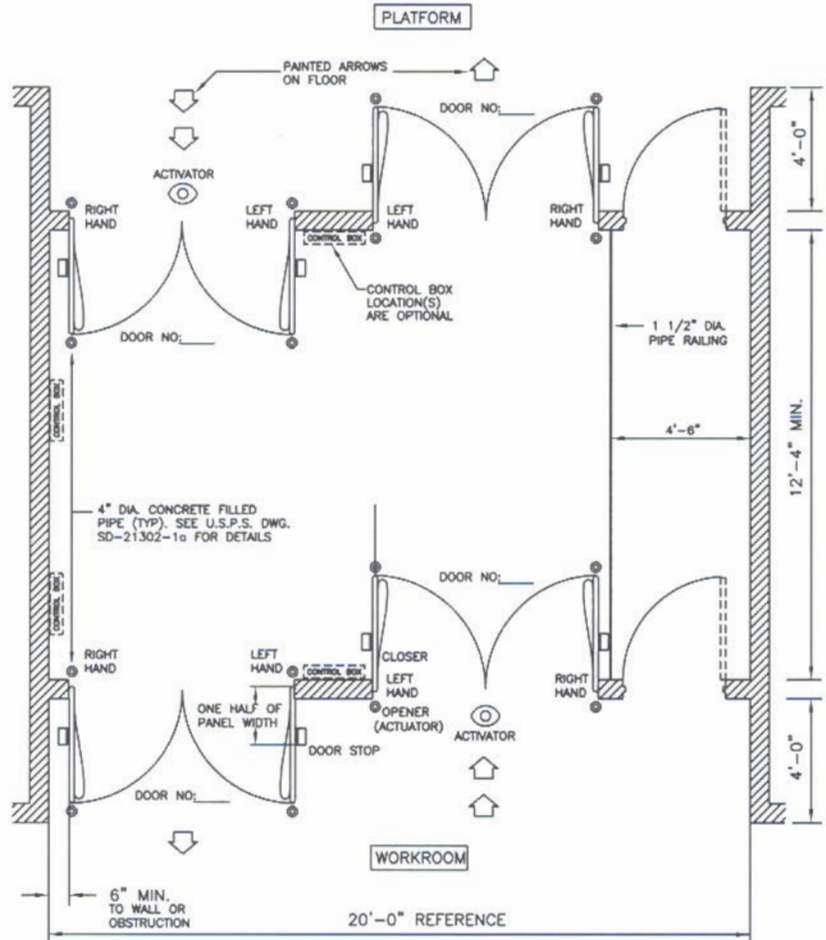 PLATFORM
PAINTED ARROWS
ON FLOOR
DOOR NO:____
4'-0"
ACTIVATOR
RIGHT
HAND
LEFT
HAND
LEFT
HAND
RIGHT
HAND
CONTROL BOX
CONTROL BOX
LOCATION(S)
ARE OPTIONAL
DOOR NO:____
1 1/2" DIA.
PIPE RAILING
CONTROL BOX
4'-6"
12'-4" MIN.
4" DIA. CONCRETE FILLED
PIPE (TYP). SEE U.S.P.S. DWG.
SD-21302-1a FOR DETAILS
DOOR NO:____
CONTROL BOX
RIGHT
HAND
LEFT
HAND
CONTROL BOX
CLOSER
LEFT
HAND
RIGHT
HAND
ONE HALF OF
PANEL WIDTH
OPENER
(ACTUATOR)
ACTIVATOR
DOOR STOP
4'-0"
DOOR NO:____
WORKROOM
6" MIN.
TO WALL OR
OBSTRUCTION
20'-0" REFERENCE